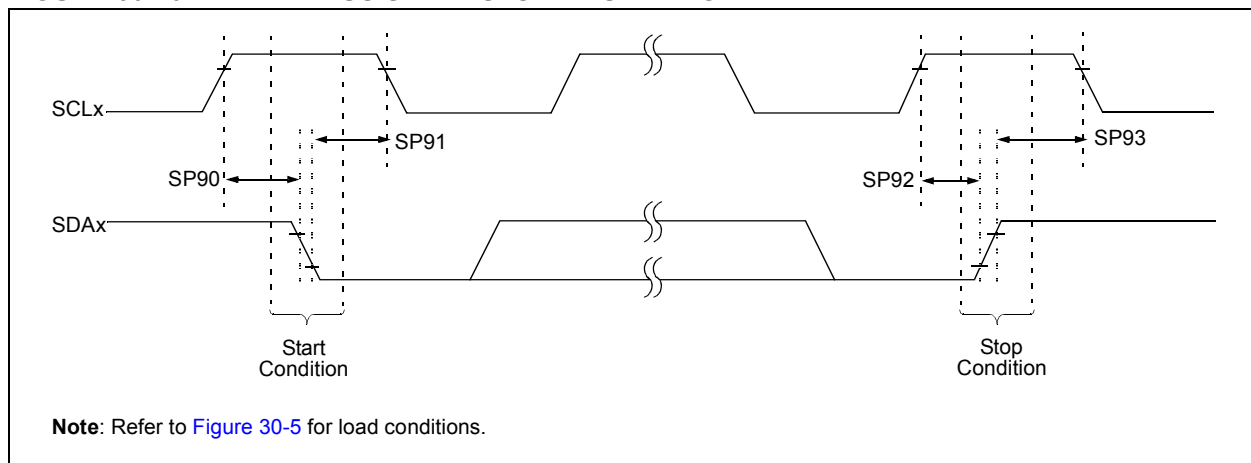 SCLx
SP91
SP93
SP90
SP92
SDAx
Start
Condition
Stop
Condition
Note: Refer to Figure 30-5 for load conditions.